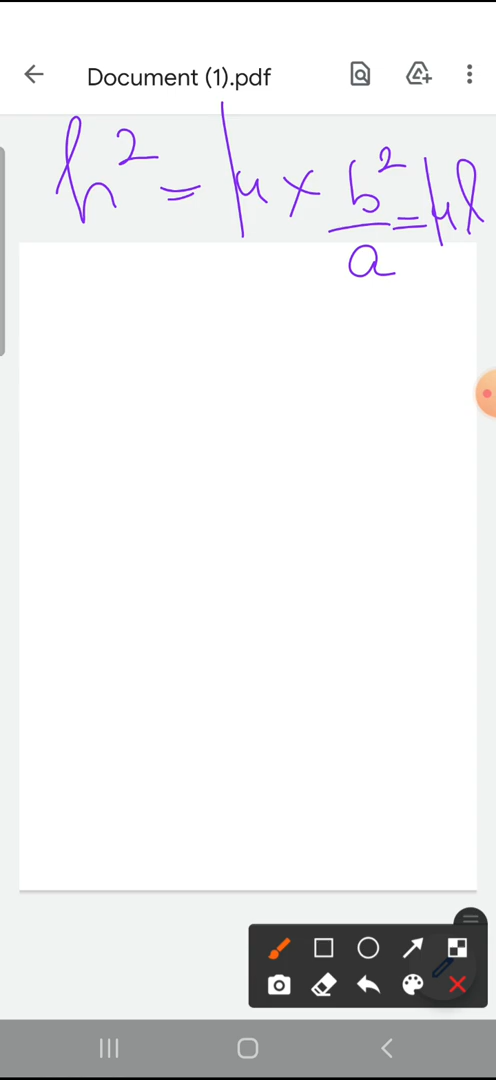 Document (1).pdf
h² = μ × b²/a = μl